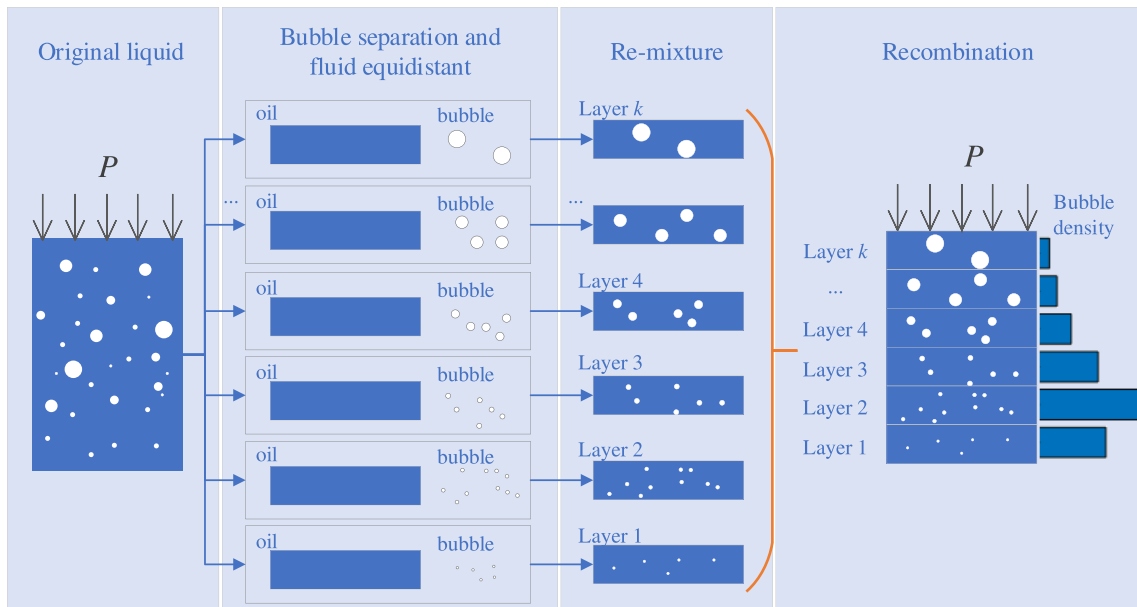 Original liquid
Bubble separation and
fluid equidistant
Re-mixture
Recombination
P
oil
bubble
...
oil
bubble
oil
bubble
oil
bubble
oil
bubble
oil
bubble
Layer k
...
Layer 4
Layer 3
Layer 2
Layer 1
P
Bubble
density
Layer k
...
Layer 4
Layer 3
Layer 2
Layer 1